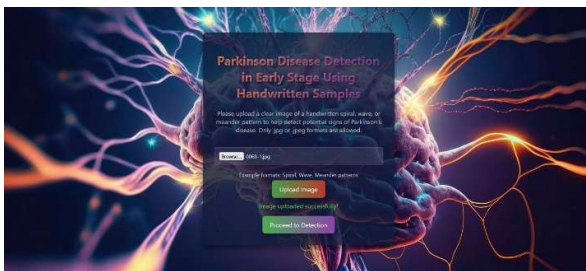 Parkinson Disease Detection
in Early Stage Using
Handwritten Samples
Please upload a clear image of a handwritten spiral, wave, or
meander pattern to help detect potential signs of Parkinson's
disease. Only .jpg or .jpeg formats are allowed.
Browse... .jpg
Example formats: Spiral, Wave, Meander patterns
Upload Image
Image uploaded successfully!
Proceed to Detection